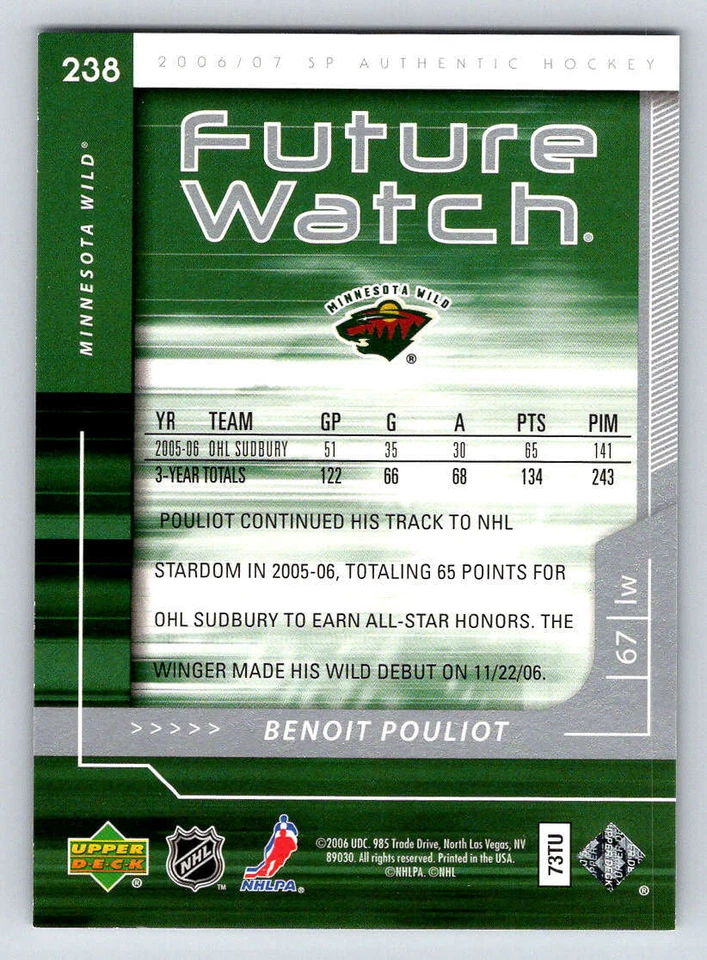 238
2006/07 SP AUTHENTIC HOCKEY
MINNESOTA WILD®
Future
Watch®
MINNESOTA WILD
®
YR TEAM GP G A PTS PIM
2005-06 OHL SUDBURY 51 35 30 65 141
3-YEAR TOTALS 122 66 68 134 243
POULIOT CONTINUED HIS TRACK TO NHL
STARDOM IN 2005-06, TOTALING 65 POINTS FOR
OHL SUDBURY TO EARN ALL-STAR HONORS. THE
WINGER MADE HIS WILD DEBUT ON 11/22/06.
67 lw
>>>>> BENOIT POULIOT
UPPER
DECK
®
NHL
™
NHLPA®
©2006 UDC. 985 Trade Drive, North Las Vegas, NV
89030. All rights reserved. Printed in the USA.
©NHLPA. ©NHL
73TU
®